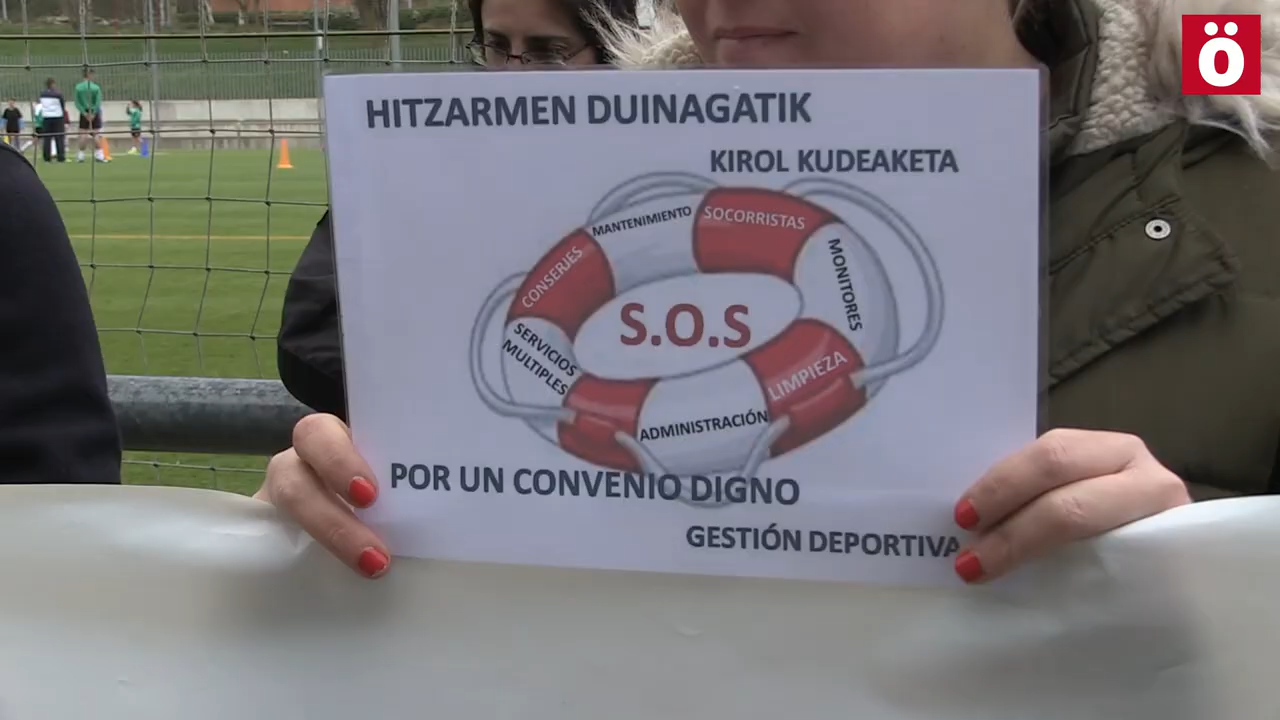 Ö
HITZARMEN DUINAGATIK
KIROL KUDEAKETA
MANTENIMIENTO
SOCORRISTAS
CONSERJES
MONITORES
S.O.S
SERVICIOS
MULTIPLES
LIMPIEZA
ADMINISTRACIÓN
POR UN CONVENIO DIGNO
GESTIÓN DEPORTIVA